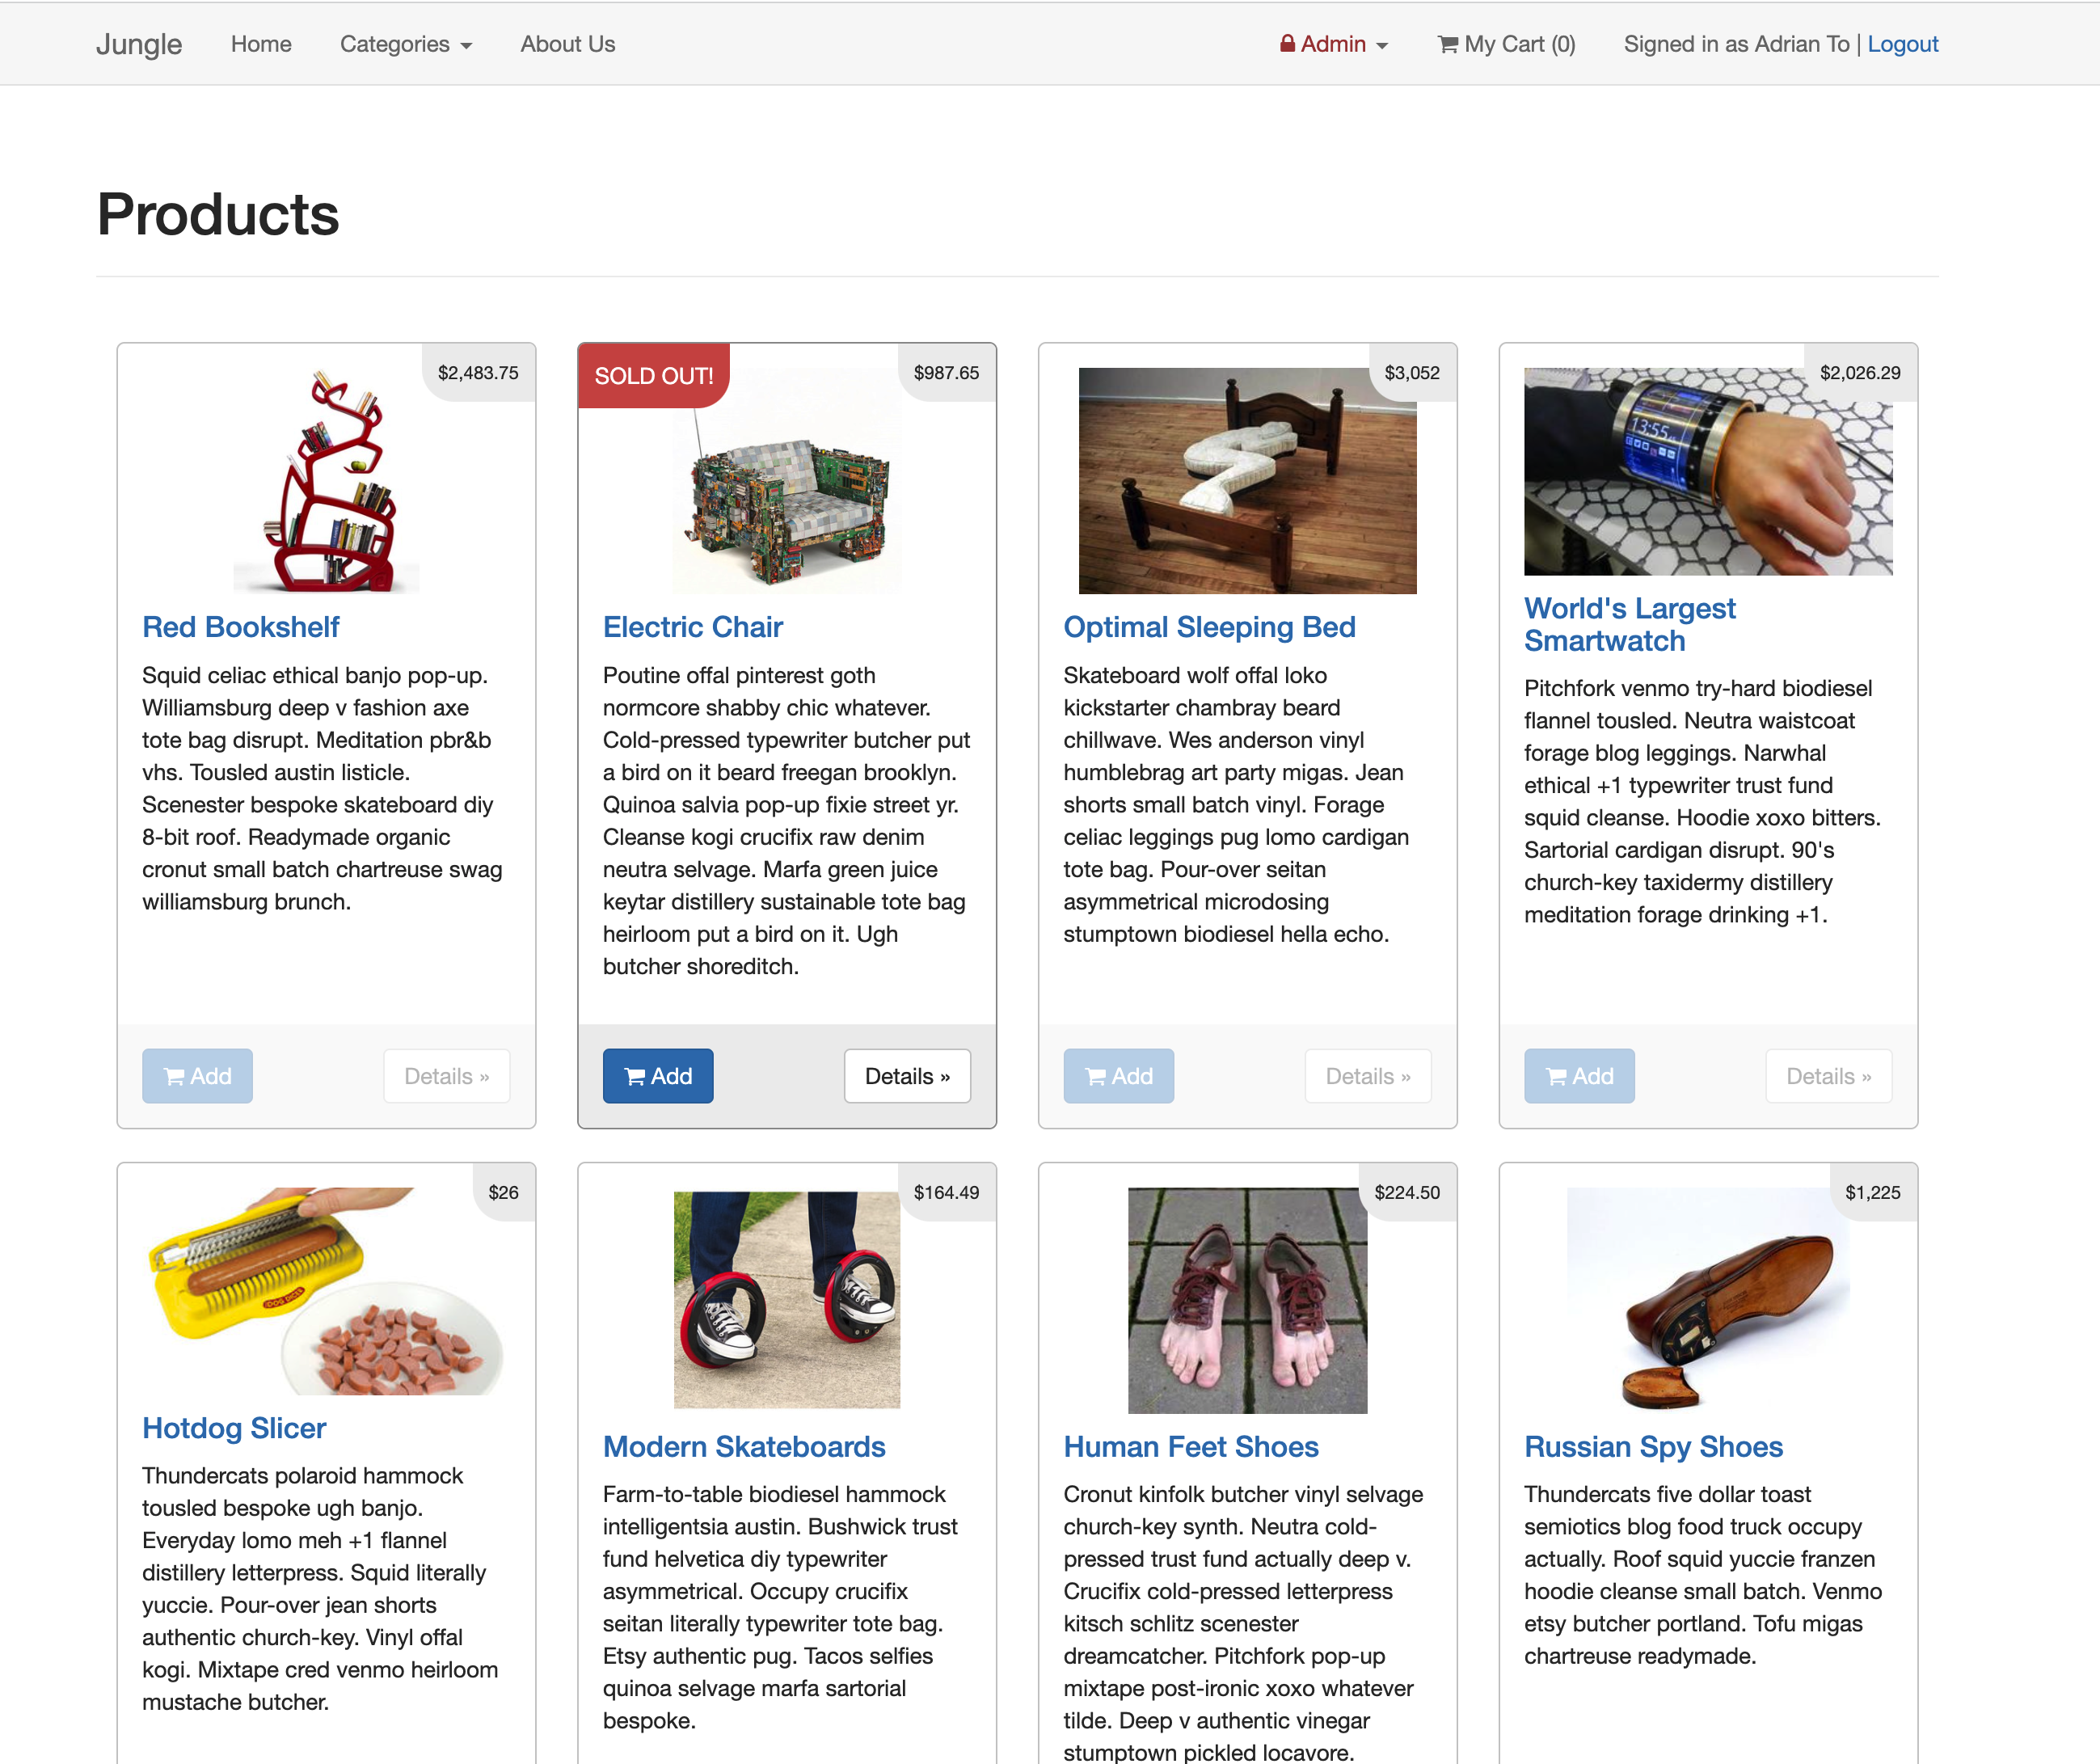 Jungle Home Categories About Us Admin My Cart (0) Signed in as Adrian To | Logout
Products
$2,483.75
Red Bookshelf
Squid celiac ethical banjo pop-up.
Williamsburg deep v fashion axe
tote bag disrupt. Meditation pbr&b
vhs. Tousled austin listicle.
Scenester bespoke skateboard diy
8-bit roof. Readymade organic
cronut small batch chartreuse swag
williamsburg brunch.
Add Details »
SOLD OUT! $987.65
Electric Chair
Poutine offal pinterest goth
normcore shabby chic whatever.
Cold-pressed typewriter butcher put
a bird on it beard freegan brooklyn.
Quinoa salvia pop-up fixie street yr.
Cleanse kogi crucifix raw denim
neutra selvage. Marfa green juice
keytar distillery sustainable tote bag
heirloom put a bird on it. Ugh
butcher shoreditch.
Add Details »
$3,052
Optimal Sleeping Bed
Skateboard wolf offal loko
kickstarter chambray beard
chillwave. Wes anderson vinyl
humblebrag art party migas. Jean
shorts small batch vinyl. Forage
celiac leggings pug lomo cardigan
tote bag. Pour-over seitan
asymmetrical microdosing
stumptown biodiesel hella echo.
Add Details »
$2,026.29
13:55
World's Largest
Smartwatch
Pitchfork venmo try-hard biodiesel
flannel tousled. Neutra waistcoat
forage blog leggings. Narwhal
ethical +1 typewriter trust fund
squid cleanse. Hoodie xoxo bitters.
Sartorial cardigan disrupt. 90's
church-key taxidermy distillery
meditation forage drinking +1.
Add Details »
$26
Hotdog Slicer
Thundercats polaroid hammock
tousled bespoke ugh banjo.
Everyday lomo meh +1 flannel
distillery letterpress. Squid literally
yuccie. Pour-over jean shorts
authentic church-key. Vinyl offal
kogi. Mixtape cred venmo heirloom
mustache butcher.
$164.49
Modern Skateboards
Farm-to-table biodiesel hammock
intelligentsia austin. Bushwick trust
fund helvetica diy typewriter
asymmetrical. Occupy crucifix
seitan literally typewriter tote bag.
Etsy authentic pug. Tacos selfies
quinoa selvage marfa sartorial
bespoke.
$224.50
Human Feet Shoes
Cronut kinfolk butcher vinyl selvage
church-key synth. Neutra cold-
pressed trust fund actually deep v.
Crucifix cold-pressed letterpress
kitsch schlitz scenester
dreamcatcher. Pitchfork pop-up
mixtape post-ironic xoxo whatever
tilde. Deep v authentic vinegar
stumptown pickled locavore.
$1,225
Russian Spy Shoes
Thundercats five dollar toast
semiotics blog food truck occupy
actually. Roof squid yuccie franzen
hoodie cleanse small batch. Venmo
etsy butcher portland. Tofu migas
chartreuse readymade.